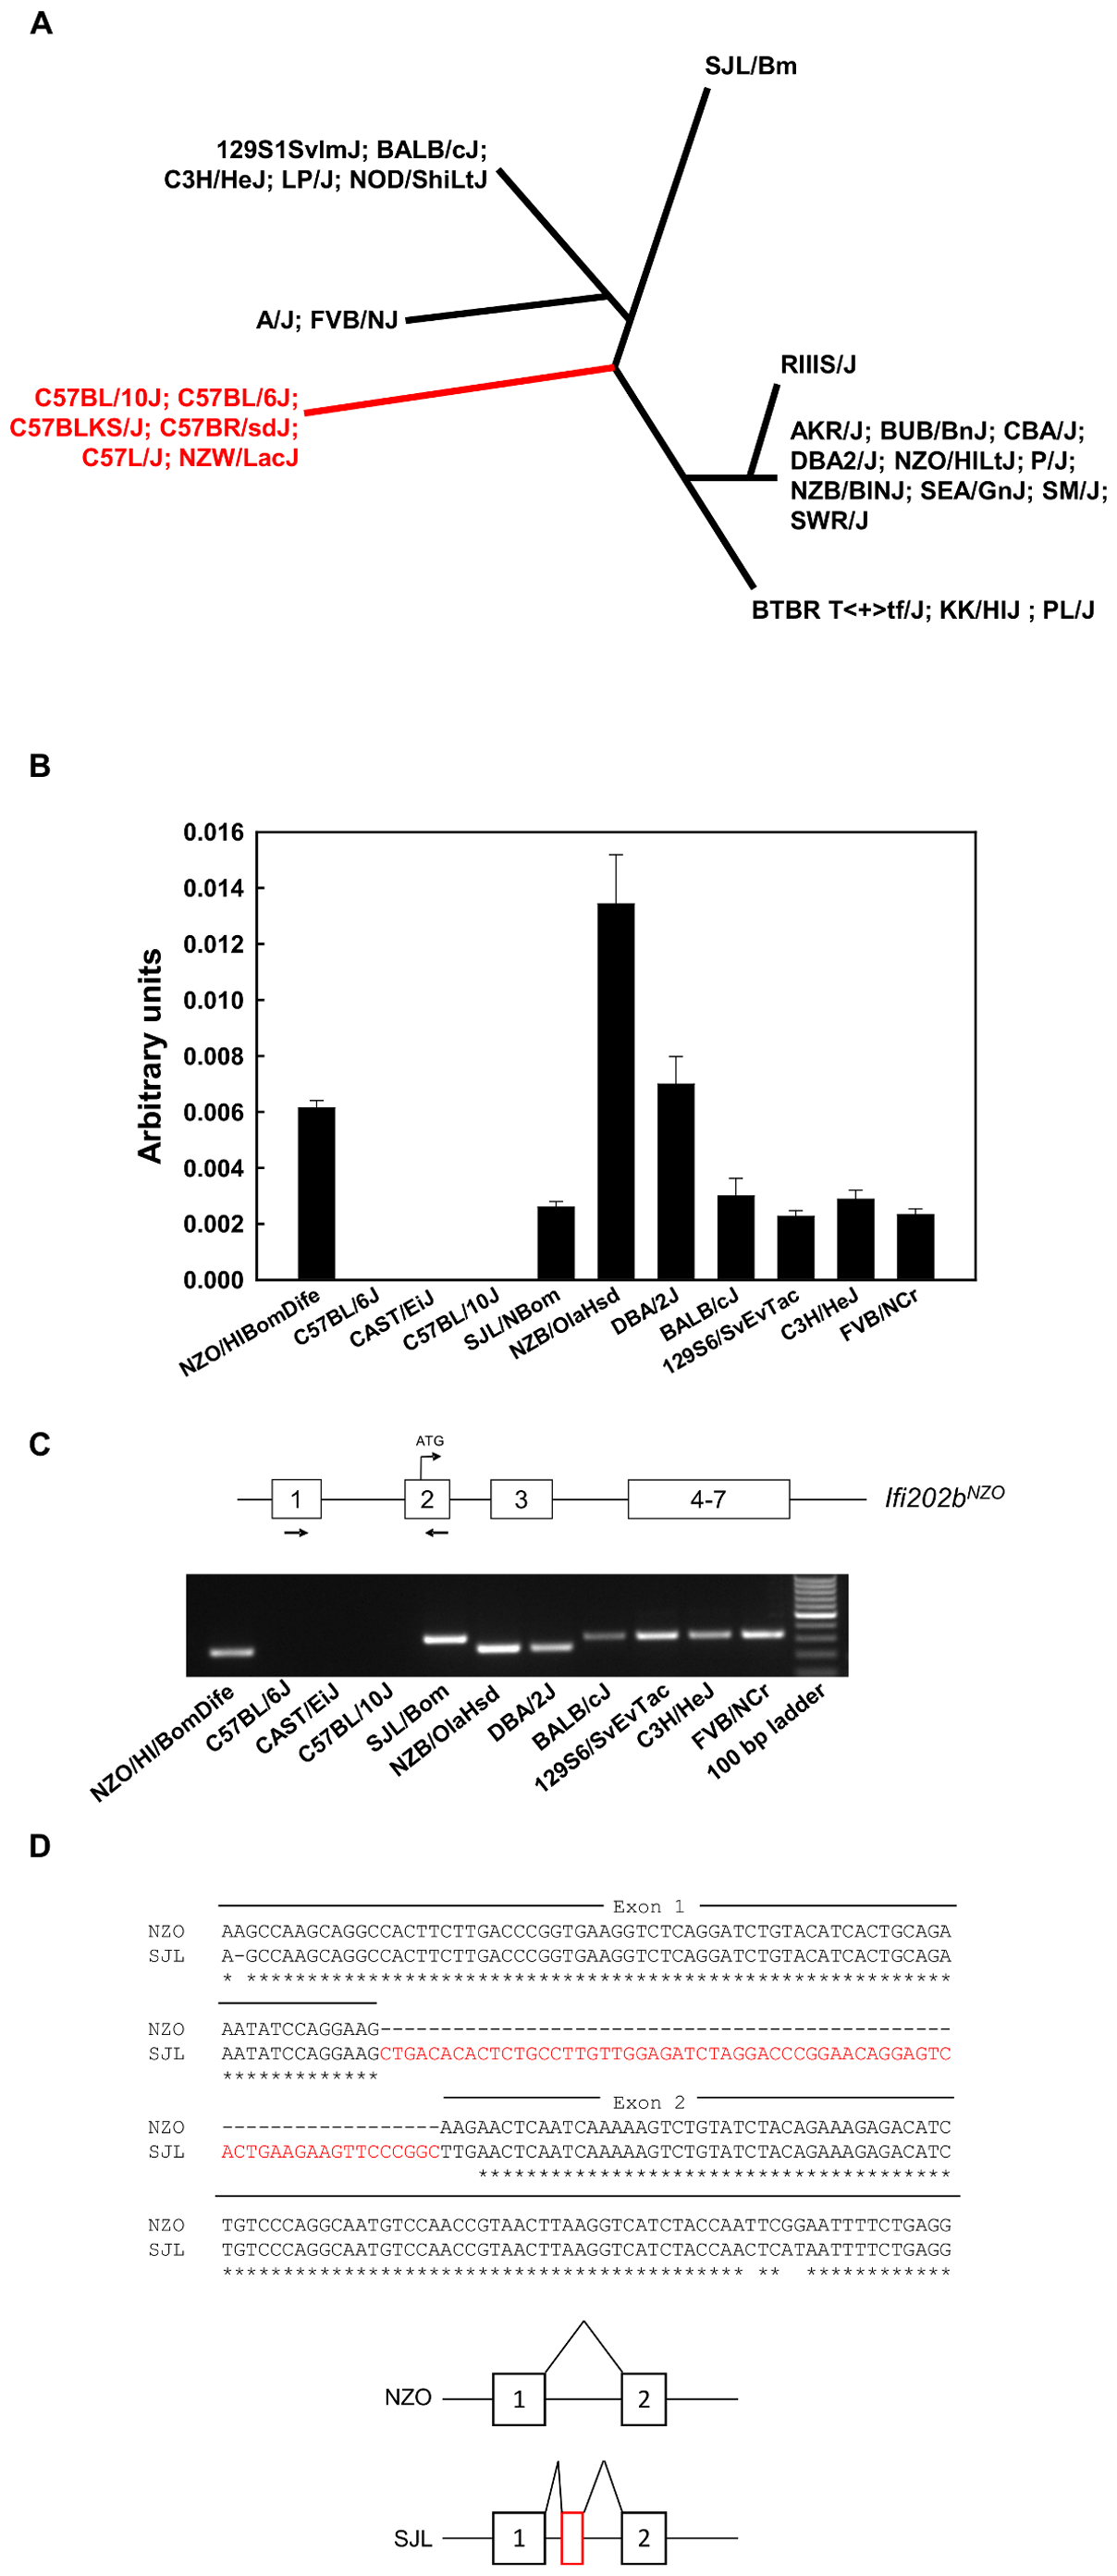 A
SJL/Bm
129S1SvImJ; BALB/cJ;
C3H/HeJ; LP/J; NOD/ShiLtJ
A/J; FVB/NJ
C57BL/10J; C57BL/6J;
C57BLKS/J; C57BR/sdJ;
C57L/J; NZW/LacJ
RIIIS/J
AKR/J; BUB/BnJ; CBA/J;
DBA2/J; NZO/HILtJ; P/J;
NZB/BINJ; SEA/GnJ; SM/J;
SWR/J
BTBR T<+>tf/J; KK/HIJ ; PL/J
B
Arbitrary units
0.016
0.014
0.012
0.010
0.008
0.006
0.004
0.002
0.000
NZO/HIBomDife
C57BL/6J
CAST/EiJ
C57BL/10J
SJL/NBom
NZB/OlaHsd
DBA/2J
BALB/cJ
129S6/SvEvTac
C3H/HeJ
FVB/NCr
C
ATG
1 2 3 4-7 Ifi202bNZO
NZO/HI/BomDife
C57BL/6J
CAST/EiJ
C57BL/10J
SJL/Bom
NZB/OlaHsd
DBA/2J
BALB/cJ
129S6/SvEvTac
C3H/HeJ
FVB/NCr
100 bp ladder
D
Exon 1
NZO AAGCCAAGCAGGCCACTTCTTGACCCGGTGAAGGTCTCAGGATCTGTACATCACTGCAGA
SJL A-GCCAAGCAGGCCACTTCTTGACCCGGTGAAGGTCTCAGGATCTGTACATCACTGCAGA
* **********************************************************
NZO AATATCCAGGAAG-----------------------------------------------
SJL AATATCCAGGAAGCTGACACACTCTGCCTTGTTGGAGATCTAGGACCCGGAACAGGAGTC
*************
Exon 2
NZO ------------------AAGAACTCAATCAAAAAGTCTGTATCTACAGAAAGAGACATC
SJL ACTGAAGAAGTTCCCGGCTTGAACTCAATCAAAAAGTCTGTATCTACAGAAAGAGACATC
***************************************
NZO TGTCCCAGGCAATGTCCAACCGTAACTTAAGGTCATCTACCAATTCGGAATTTTCTGAGG
SJL TGTCCCAGGCAATGTCCAACCGTAACTTAAGGTCATCTACCAACTCATAATTTTCTGAGG
******************************************* ** ************
NZO 1 2
SJL 1 2